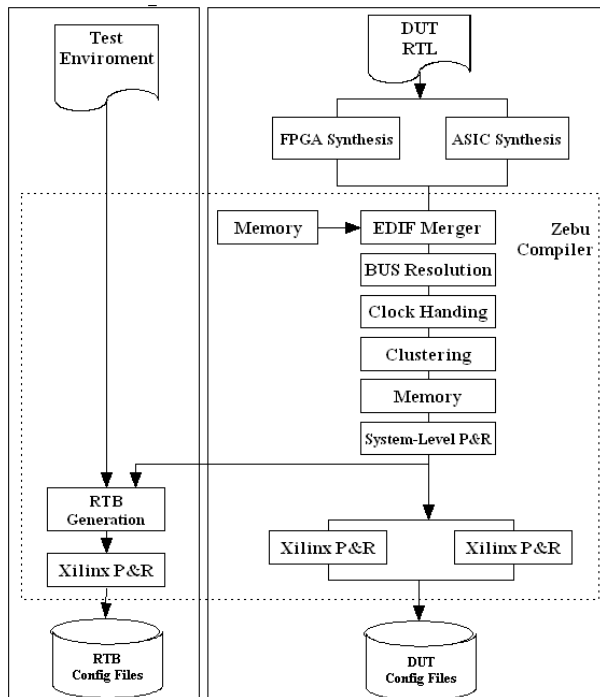 Test
Enviroment
DUT
RTL
FPGA Synthesis
ASIC Synthesis
Memory
EDIF Merger
Zebu
Compiler
BUS Resolution
Clock Handing
Clustering
Memory
System-Level P&R
RTB
Generation
Xilinx P&R
Xilinx P&R
Xilinx P&R
RTB
Config Files
DUT
Config Files